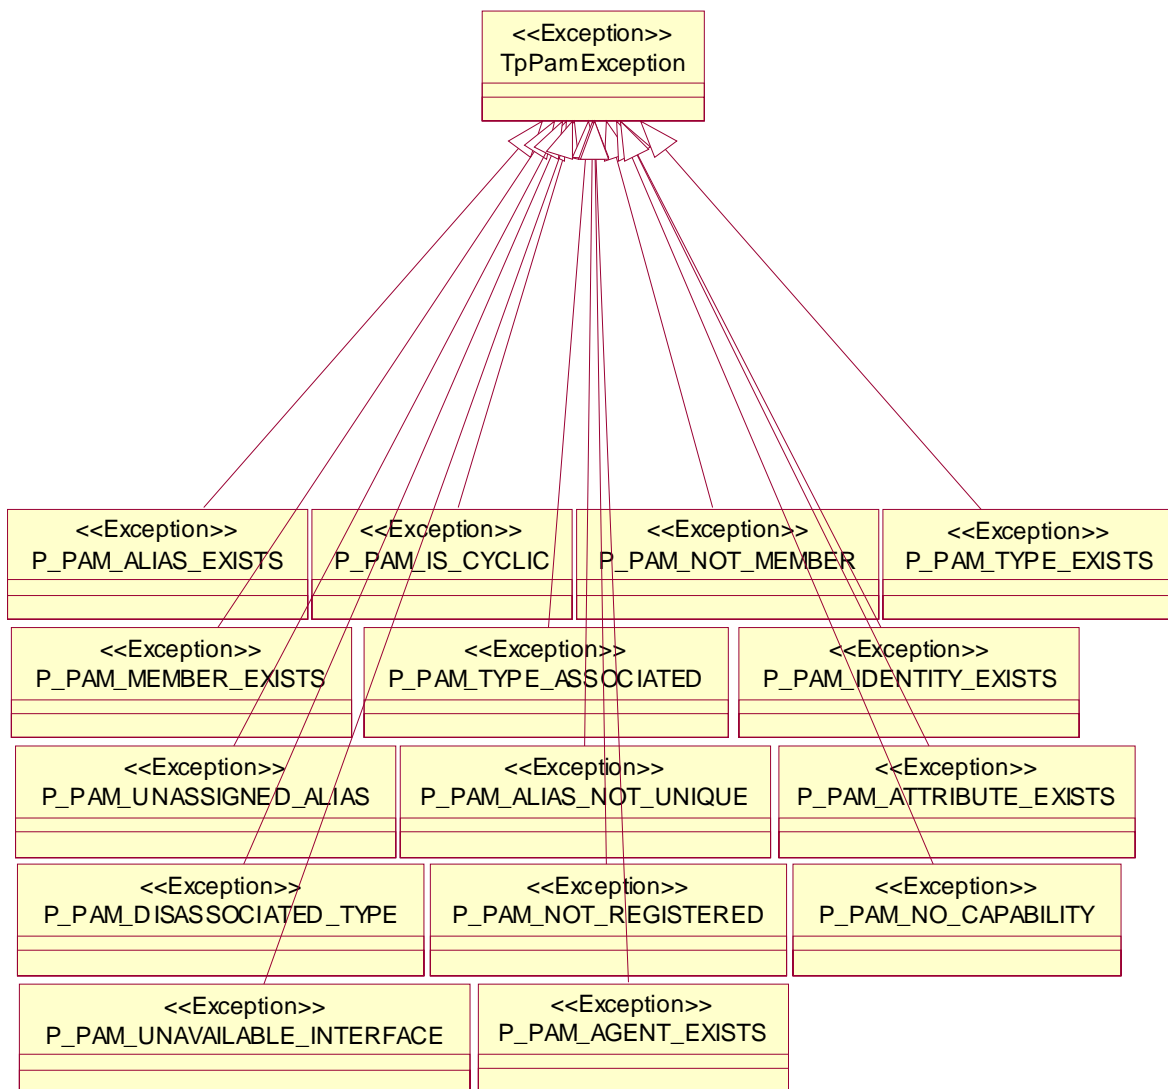 <<Exception>>
TpPamException
<<Exception>>
P_PAM_ALIAS_EXISTS
<<Exception>>
P_PAM_IS_CYCLIC
<<Exception>>
P_PAM_NOT_MEMBER
<<Exception>>
P_PAM_TYPE_EXISTS
<<Exception>>
P_PAM_MEMBER_EXISTS
<<Exception>>
P_PAM_TYPE_ASSOCIATED
<<Exception>>
P_PAM_IDENTITY_EXISTS
<<Exception>>
P_PAM_UNASSIGNED_ALIAS
<<Exception>>
P_PAM_ALIAS_NOT_UNIQUE
<<Exception>>
P_PAM_ATTRIBUTE_EXISTS
<<Exception>>
P_PAM_DISASSOCIATED_TYPE
<<Exception>>
P_PAM_NOT_REGISTERED
<<Exception>>
P_PAM_NO_CAPABILITY
<<Exception>>
P_PAM_UNAVAILABLE_INTERFACE
<<Exception>>
P_PAM_AGENT_EXISTS